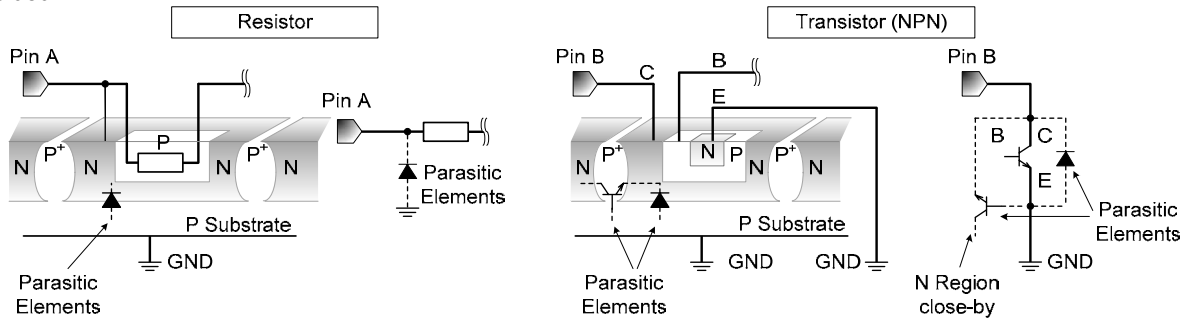 Resistor
Transistor (NPN)
Pin A
Pin A
P
N
P+
N
N
P+
N
Parasitic
Elements
P Substrate
GND
Parasitic
Elements
Pin B
C
B
E
N
P+
N
N
P
N
P+
N
P Substrate
GND
GND
Parasitic
Elements
Pin B
B
C
E
Parasitic
Elements
GND
N Region
close-by